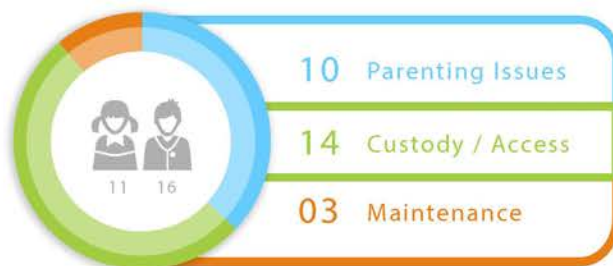 11 16
10 Parenting Issues
14 Custody / Access
03 Maintenance